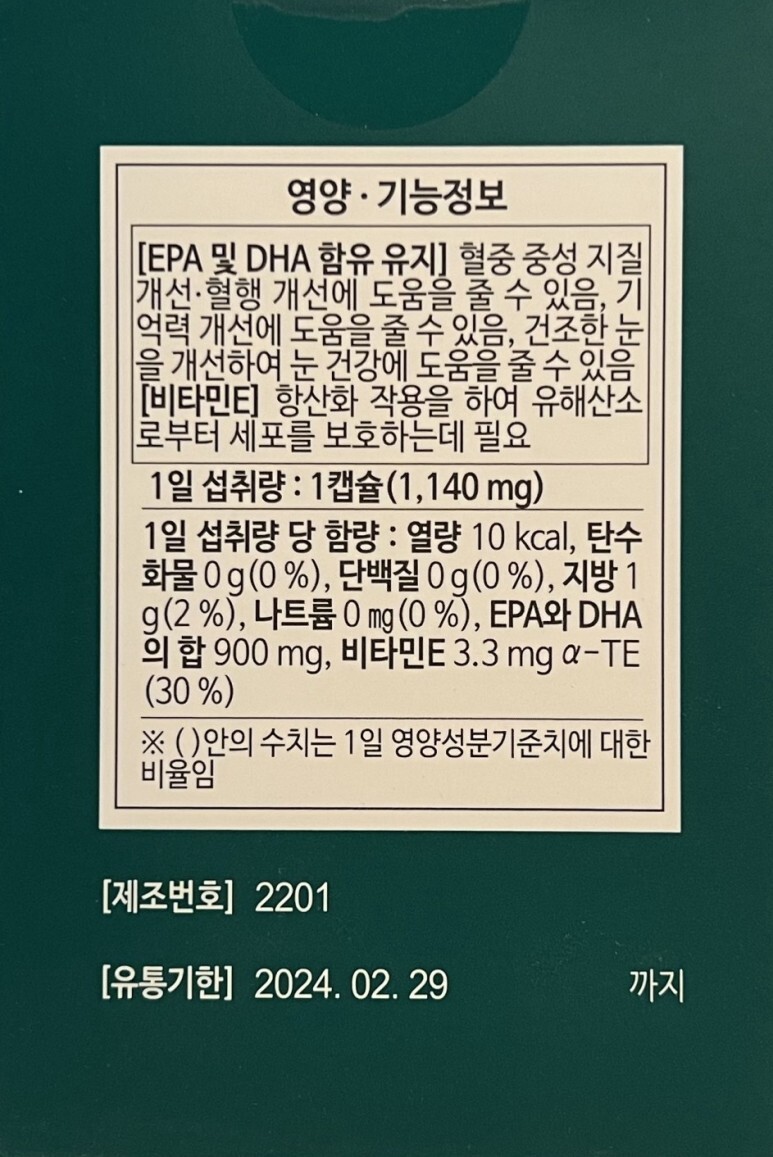 영양·기능정보
[EPA 및 DHA 함유 유지] 혈중 중성 지질
개선·혈행 개선에 도움을 줄 수 있음, 기
억력 개선에 도움을 줄 수 있음, 건조한 눈
을 개선하여 눈 건강에 도움을 줄 수 있음
[비타민E] 항산화 작용을 하여 유해산소
로부터 세포를 보호하는데 필요
1일 섭취량 : 1캡슐(1,140 mg)
1일 섭취량 당 함량 : 열량 10 kcal, 탄수
화물 0 g(0 %), 단백질 0 g(0 %), 지방 1
g(2 %), 나트륨 0 ㎎(0 %), EPA와 DHA
의 합 900 mg, 비타민E 3.3 mg α-TE
(30 %)
※ ( )안의 수치는 1일 영양성분기준치에 대한
비율임
[제조번호] 2201
[유통기한] 2024. 02. 29 까지